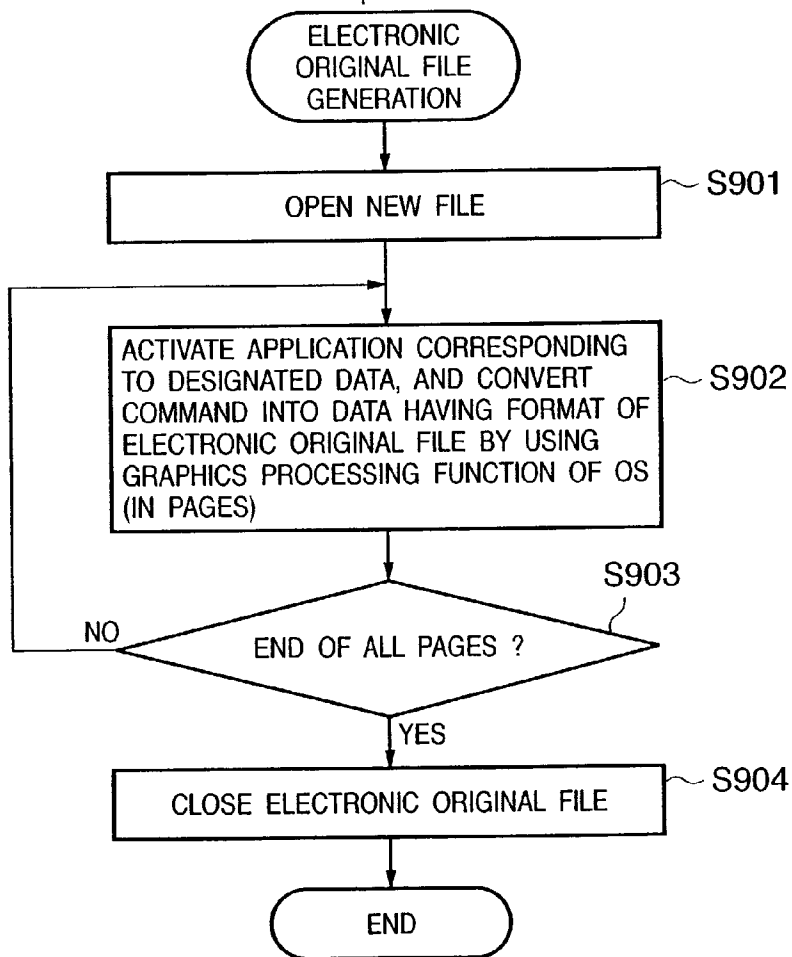 ELECTRONIC
ORIGINAL FILE
GENERATION
OPEN NEW FILE
S901
ACTIVATE APPLICATION CORRESPONDING
TO DESIGNATED DATA, AND CONVERT
COMMAND INTO DATA HAVING FORMAT OF
ELECTRONIC ORIGINAL FILE BY USING
GRAPHICS PROCESSING FUNCTION OF OS
(IN PAGES)
S902
S903
NO
END OF ALL PAGES ?
YES
CLOSE ELECTRONIC ORIGINAL FILE
S904
END